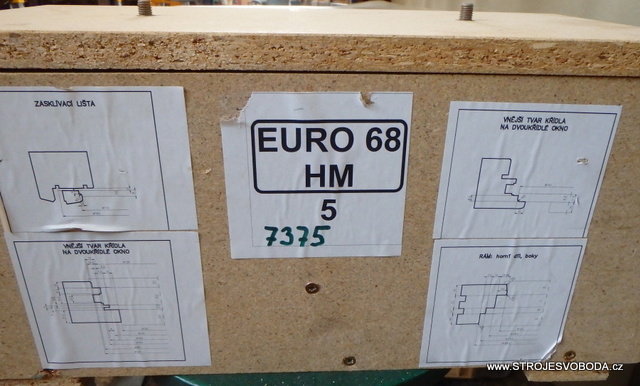 ZASKLÍVACÍ LIŠTA
EURO 68
HM
5
7375
VNĚJŠÍ TVAR KŘÍDLA
NA DVOUKŘÍDLÉ OKNO
VNĚJŠÍ TVAR KŘÍDLA
NA DVOUKŘÍDLÉ OKNO
RÁM: horní díl, boky
www.STROJESVOBODA.cz